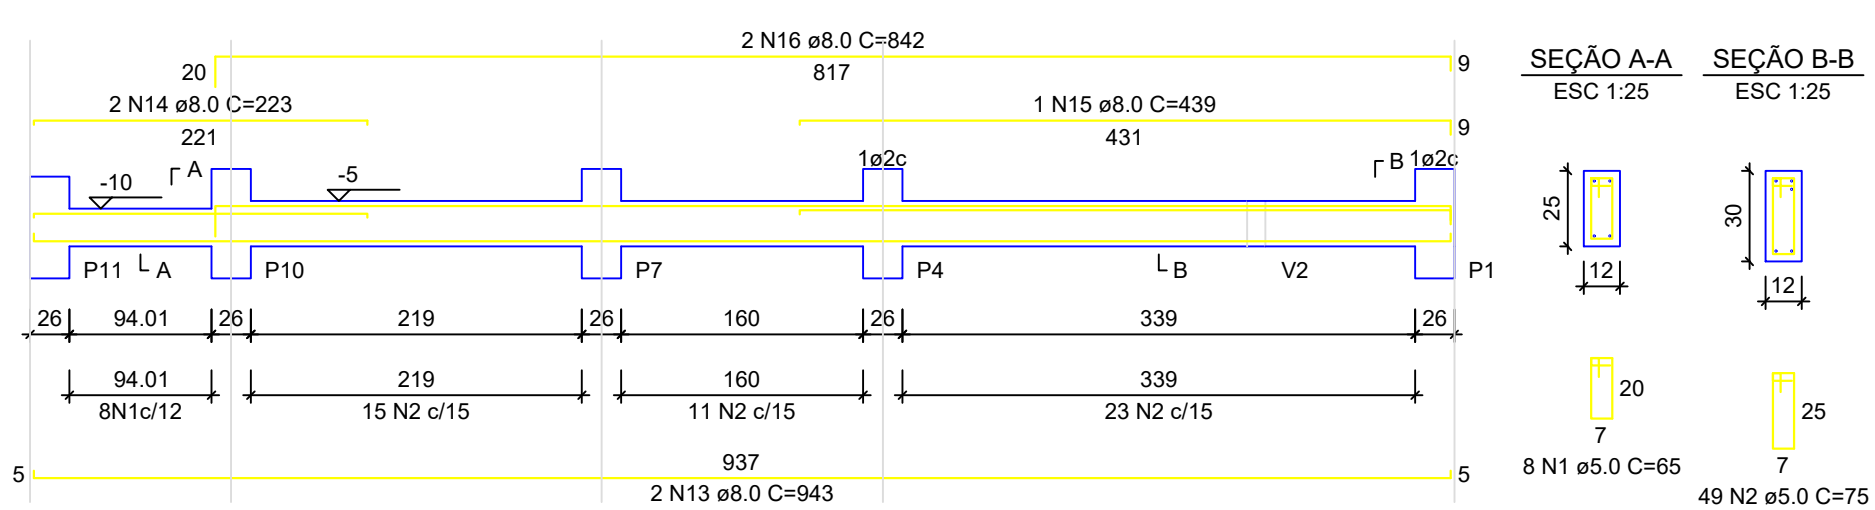 2 N16 ø8.0 C=842
20
817
9
2 N14 ø8.0 C=223
221
1 N15 ø8.0 C=439
431
9
1ø2c
1ø2c
A
B
-10
-5
P11
A
P10
P7
P4
B
V2
P1
26
94.01
26
219
26
160
26
339
26
94.01
219
160
339
8N1c/12
15 N2 c/15
11 N2 c/15
23 N2 c/15
5
937
5
2 N13 ø8.0 C=943
SEÇÃO A-A
ESC 1:25
25
12
20
7
8 N1 ø5.0 C=65
SEÇÃO B-B
ESC 1:25
30
12
25
7
49 N2 ø5.0 C=75